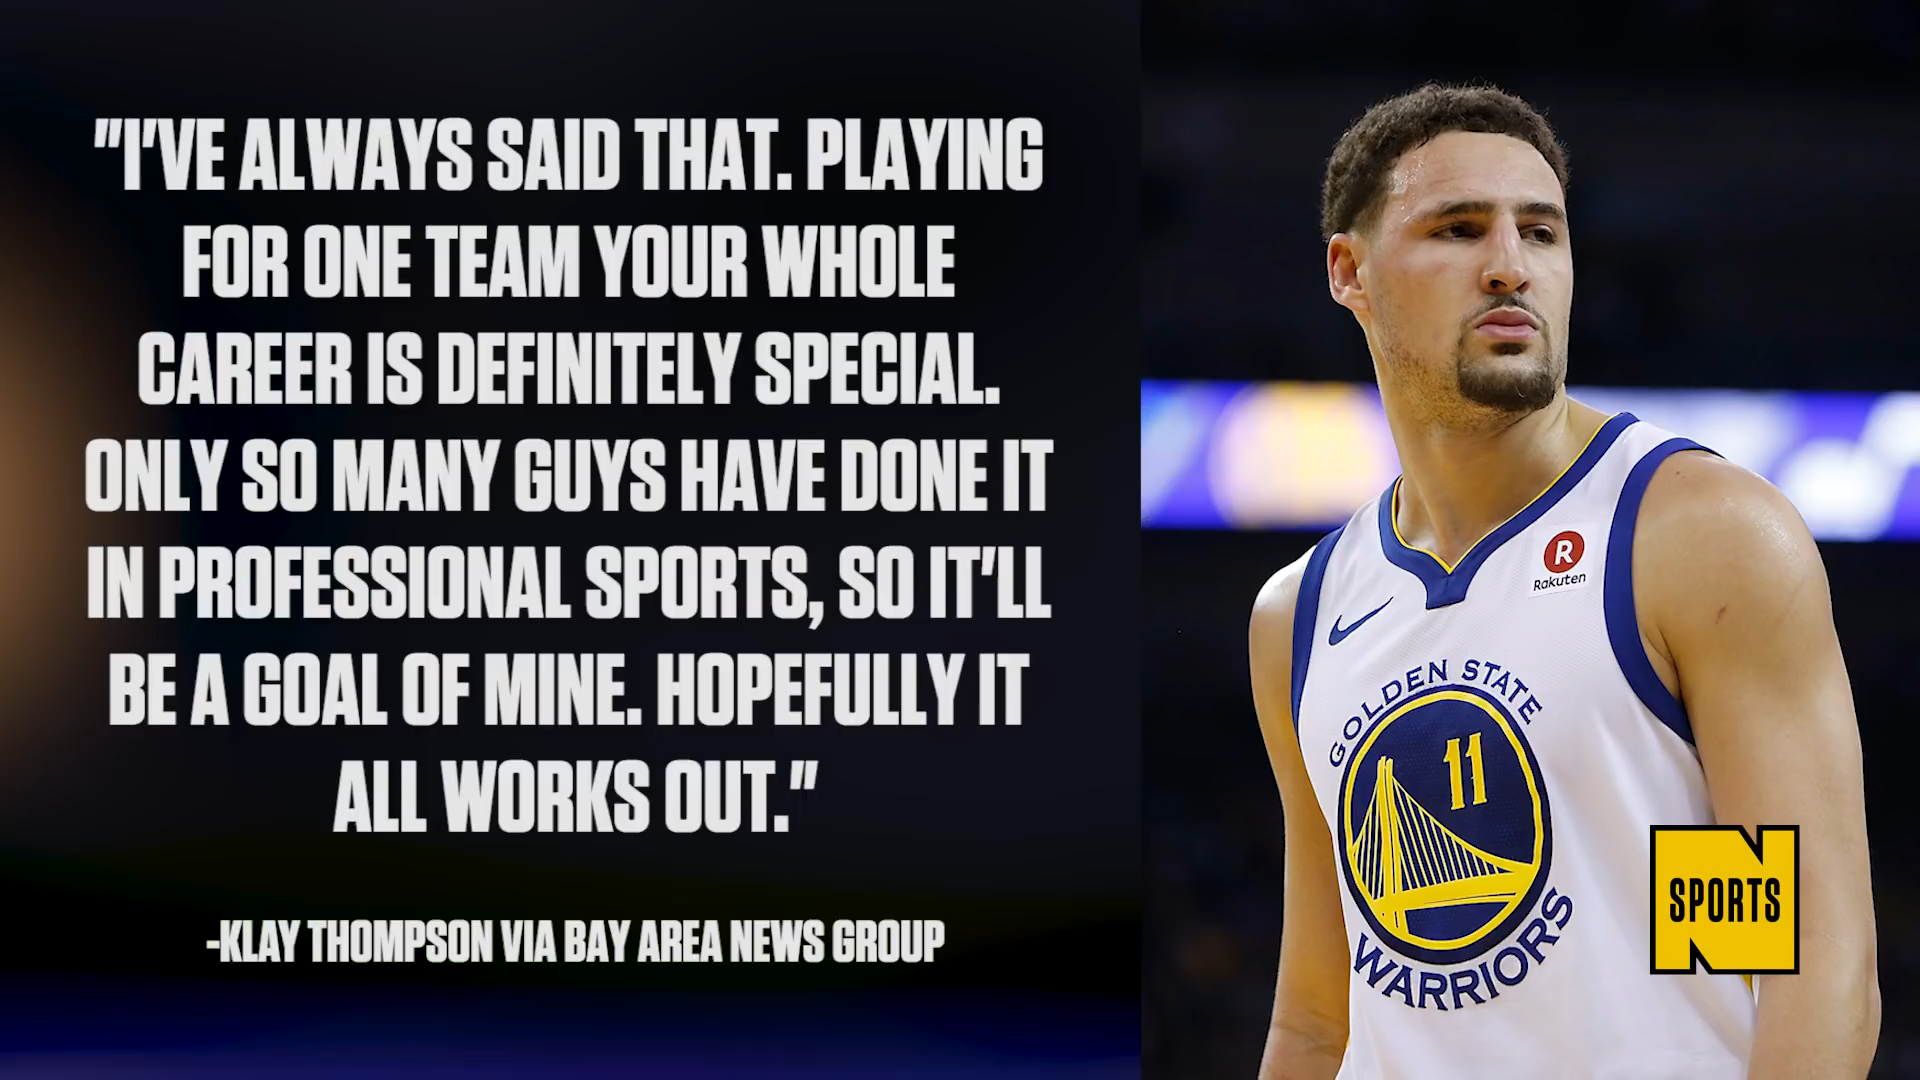 "I'VE ALWAYS SAID THAT. PLAYING
FOR ONE TEAM YOUR WHOLE
CAREER IS DEFINITELY SPECIAL.
ONLY SO MANY GUYS HAVE DONE IT
IN PROFESSIONAL SPORTS, SO IT'LL
BE A GOAL OF MINE. HOPEFULLY IT
ALL WORKS OUT."
-KLAY THOMPSON VIA BAY AREA NEWS GROUP
R
Rakuten
GOLDEN STATE
11
WARRIORS
N
SPORTS